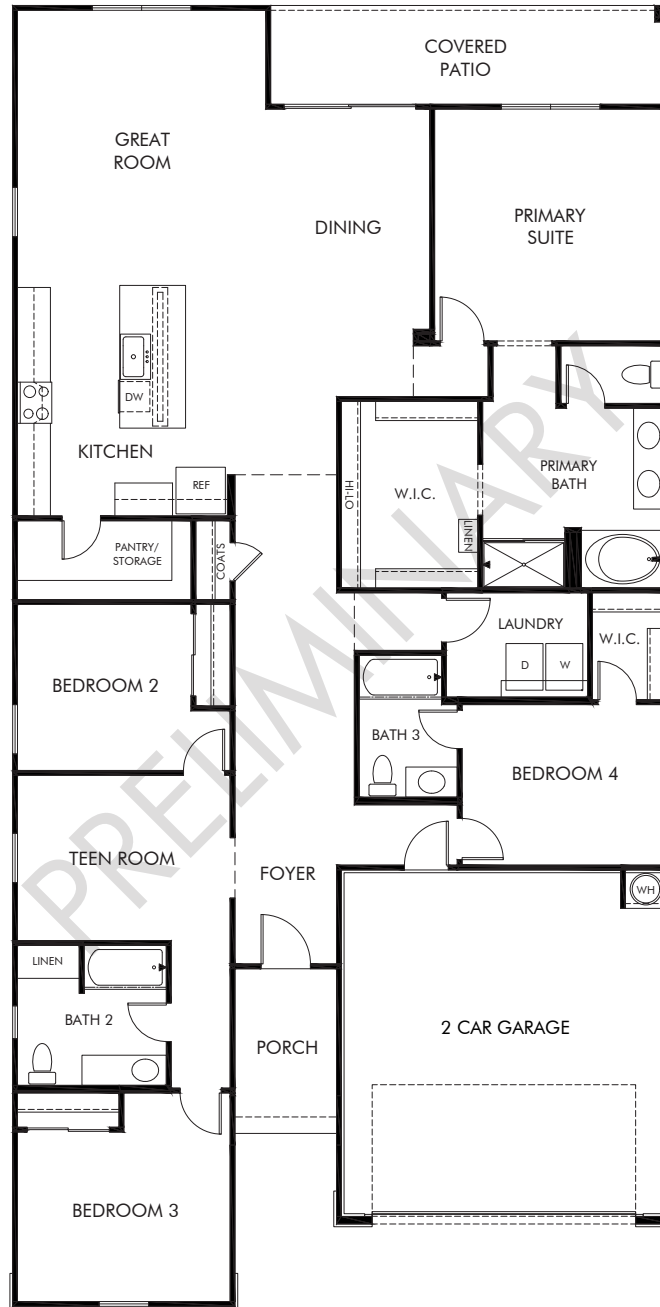 COVERED
PATIO
GREAT
ROOM
DINING
PRIMARY
SUITE
DW
KITCHEN
REF
HI-LO
W.I.C.
LINEN
PRIMARY
BATH
PANTRY/
STORAGE
COATS
LAUNDRY
D
W
W.I.C.
BEDROOM 2
BATH 3
BEDROOM 4
TEEN ROOM
FOYER
WH
LINEN
BATH 2
PORCH
2 CAR GARAGE
BEDROOM 3
PRELIMINARY